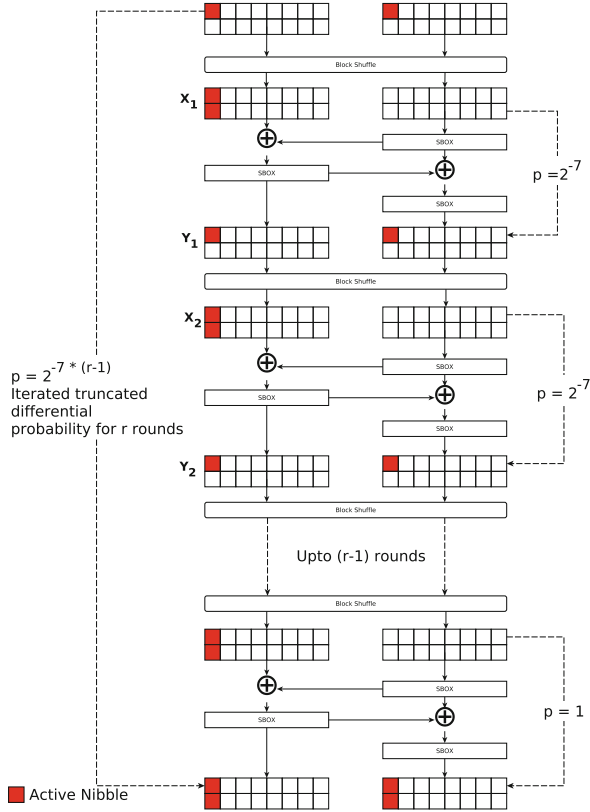 Block Shuffle
X1
SBOX
SBOX
p =2^-7
SBOX
Y1
Block Shuffle
X2
SBOX
SBOX
p = 2^-7
SBOX
p = 2^-7 * (r-1)
Iterated truncated
differential
probability for r rounds
Y2
Block Shuffle
Upto (r-1) rounds
Block Shuffle
SBOX
SBOX
p = 1
SBOX
Active Nibble